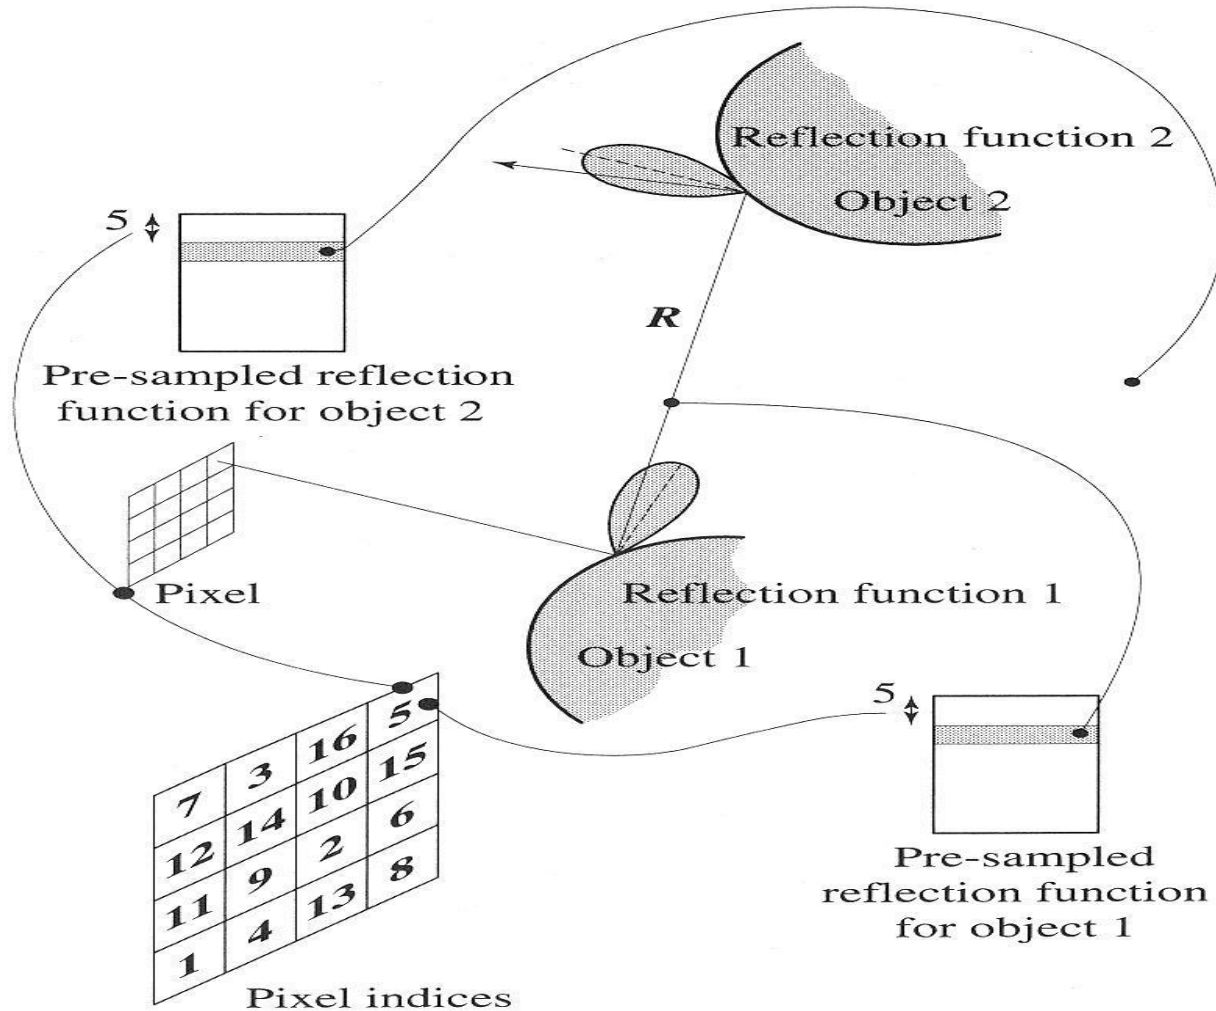 Reflection function 2
Object 2
5
R
Pre-sampled reflection
function for object 2
Pixel
Reflection function 1
Object 1
5
7 3 16 5
12 14 10 15
11 9 2 6
1 4 13 8
Pixel indices
Pre-sampled
reflection function
for object 1